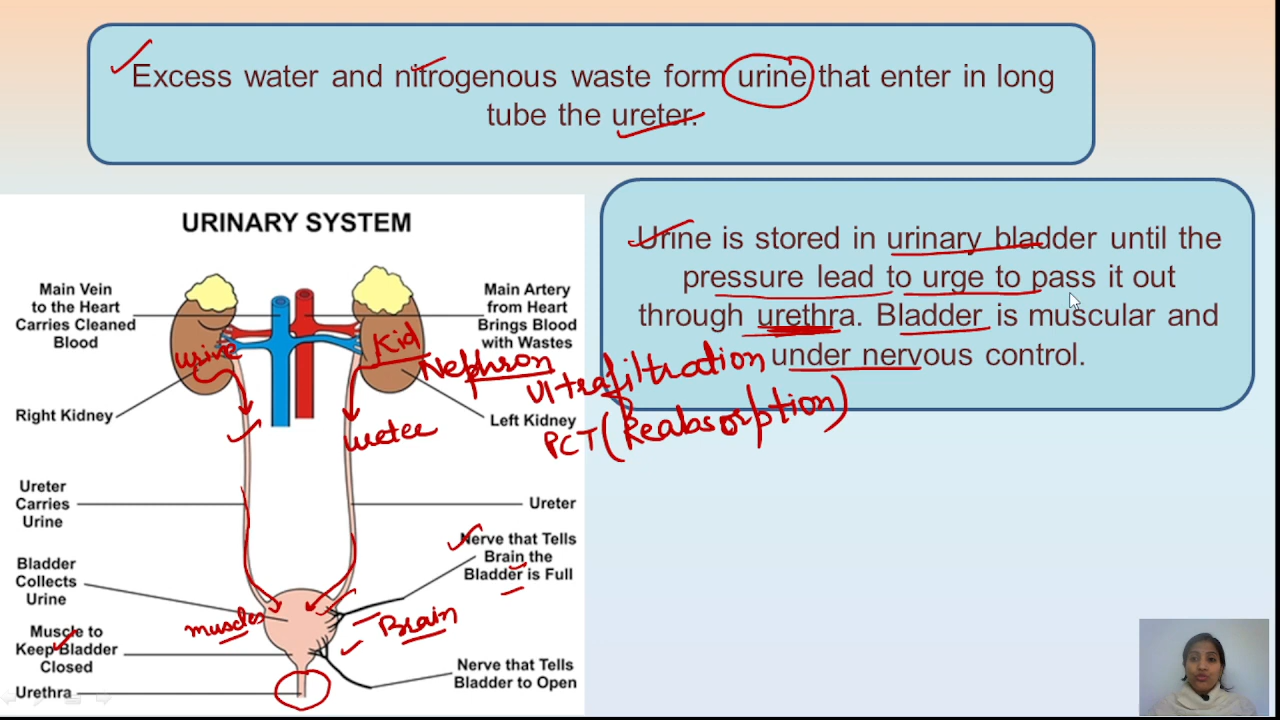 Excess water and nitrogenous waste form urine that enter in long
tube the ureter.
Urine is stored in urinary bladder until the
pressure lead to urge to pass it out
through urethra. Bladder is muscular and
under nervous control.
URINARY SYSTEM
Main Vein
to the Heart
Carries Cleaned
Blood
Main Artery
from Heart
Brings Blood
with Wastes
urine
Kid
Nephron
Ultrafiltration
PCT (Reabsorption)
Right Kidney
Left Kidney
ureter
Ureter
Carries
Urine
Ureter
Nerve that Tells
Brain the
Bladder is Full
Bladder
Collects
Urine
muscles
Brain
Muscle to
Keep Bladder
Closed
Nerve that Tells
Bladder to Open
Urethra